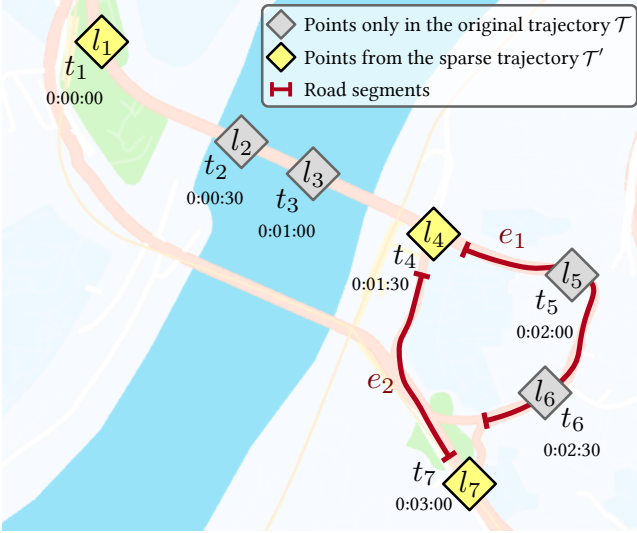 Points only in the original trajectory 𝒯
Points from the sparse trajectory 𝒯′
Road segments
l₁
t₁
0:00:00
l₂
t₂
0:00:30
l₃
t₃
0:01:00
l₄
t₄
0:01:30
e₁
l₅
t₅
0:02:00
e₂
l₆
t₆
0:02:30
t₇
l₇
0:03:00